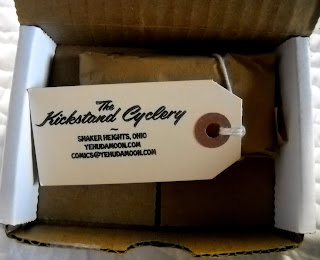 The
Kickstand Cyclery
~
SHAKER HEIGHTS, OHIO
YEHUDAMOON.COM
COMICS@YEHUDAMOON.COM